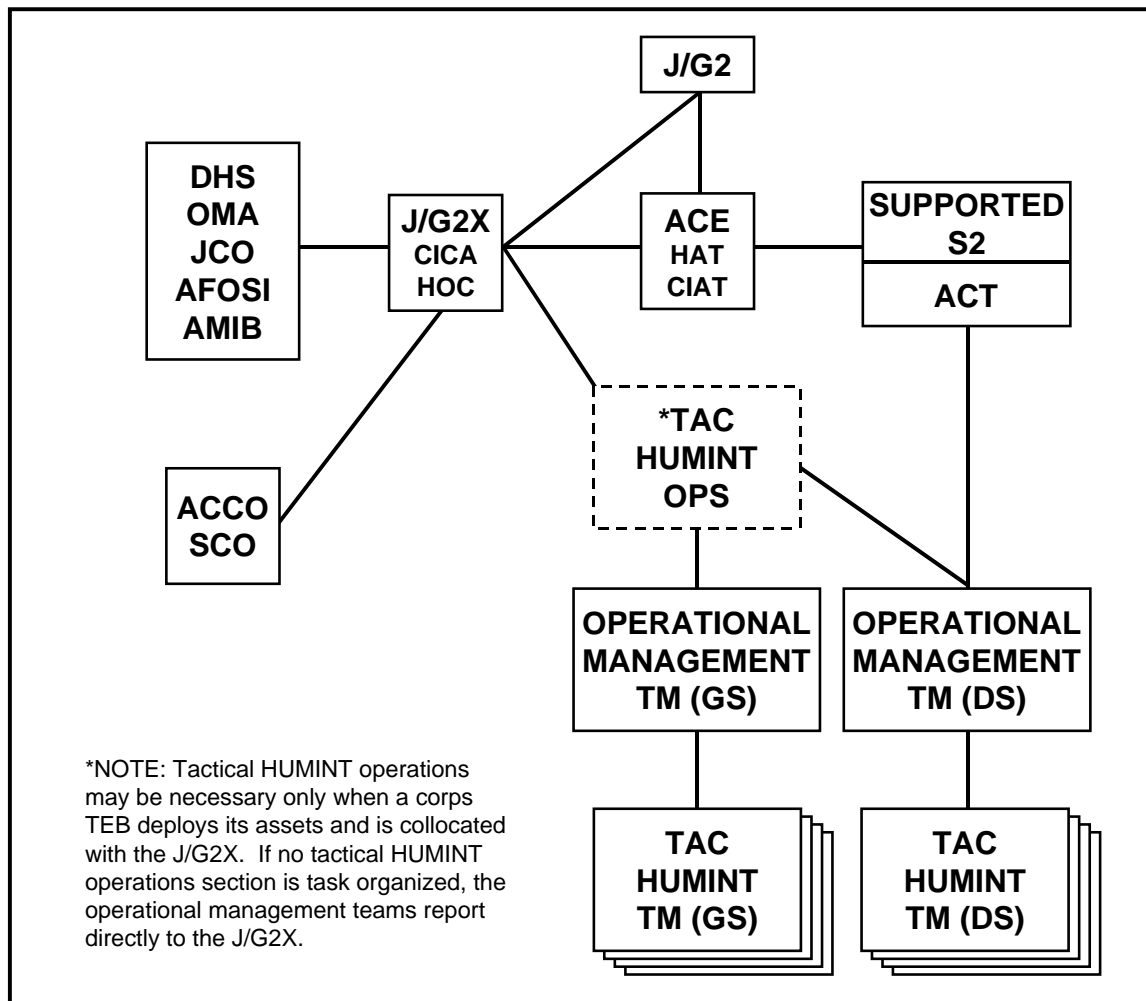 J/G2
DHS
OMA
JCO
AFOSI
AMIB
J/G2X
CICA
HOC
ACE
HAT
CIAT
SUPPORTED
S2
ACT
*TAC
HUMINT
OPS
ACCO
SCO
OPERATIONAL
MANAGEMENT
TM (GS)
OPERATIONAL
MANAGEMENT
TM (DS)
*NOTE: Tactical HUMINT operations
may be necessary only when a corps
TEB deploys its assets and is collocated
with the J/G2X. If no tactical HUMINT
operations section is task organized, the
operational management teams report
directly to the J/G2X.
TAC
HUMINT
TM (GS)
TAC
HUMINT
TM (DS)